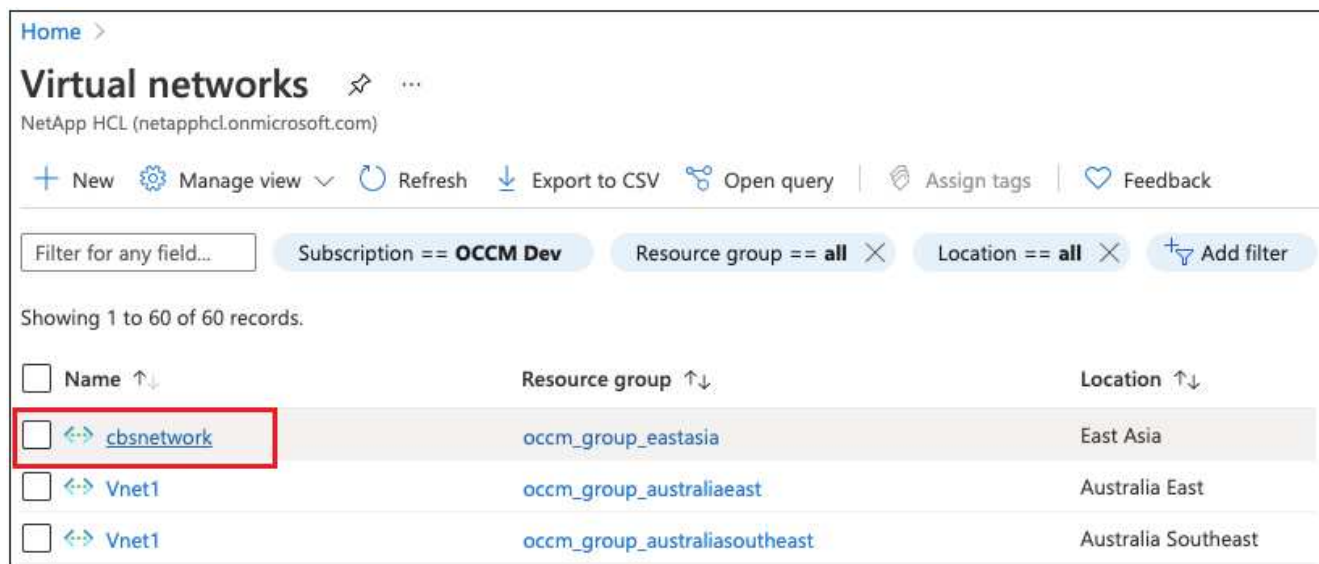 Home >
Virtual networks ...
NetApp HCL (netapphcl.onmicrosoft.com)
New Manage view Refresh Export to CSV Open query Assign tags Feedback
Filter for any field... Subscription == OCCM Dev Resource group == all Location == all Add filter
Showing 1 to 60 of 60 records.
Name ↑↓ Resource group ↑↓ Location ↑↓
cbsnetwork occm_group_eastasia East Asia
Vnet1 occm_group_australiaeast Australia East
Vnet1 occm_group_australiasoutheast Australia Southeast